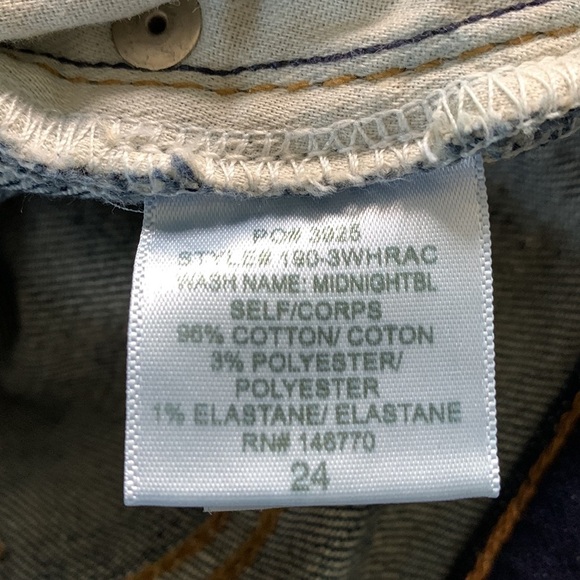 PO# 3925
STYLE# 190-3WHRAC
WASH NAME: MIDNIGHTBL
SELF/CORPS
96% COTTON/ COTON
3% POLYESTER/
POLYESTER
1% ELASTANE/ ELASTANE
RN# 146770
24